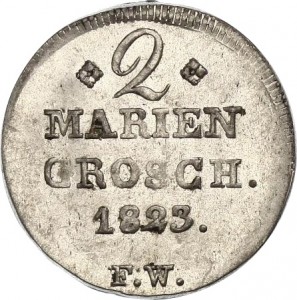 2
MARIEN
GROSCH.
1823.
F.W.